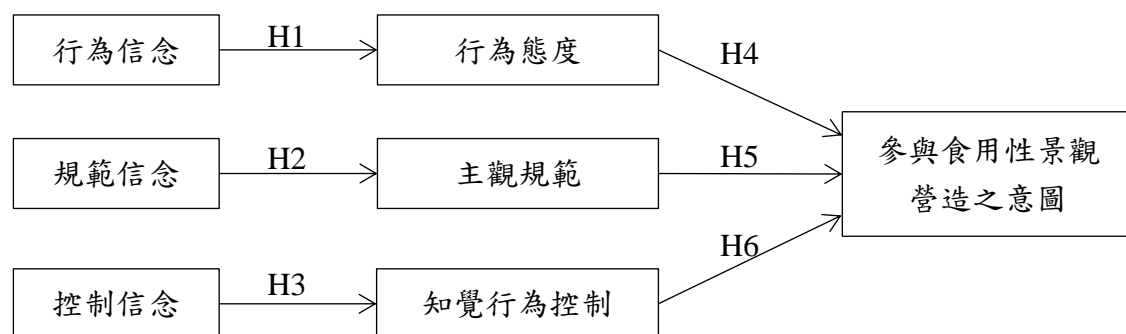 行為信念
H1
行為態度
H4
參與食用性景觀
營造之意圖
規範信念
H2
主觀規範
H5
控制信念
H3
知覺行為控制
H6